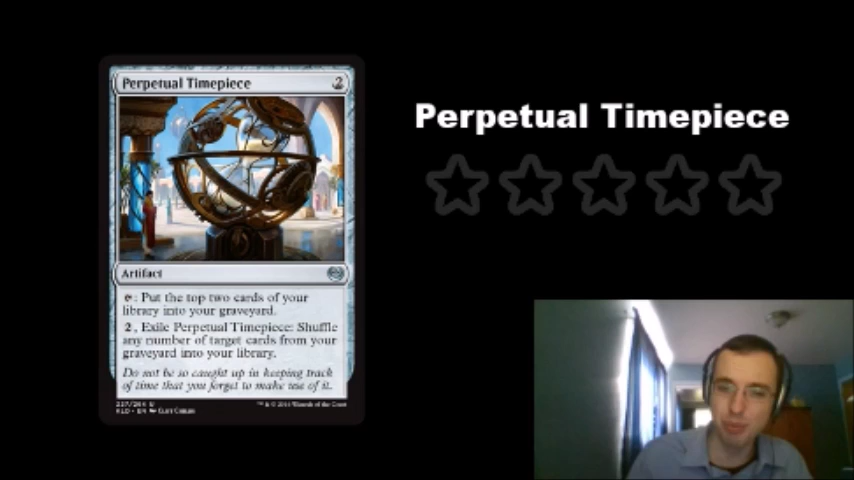 Perpetual Timepiece 2
Perpetual Timepiece
Artifact
: Put the top two cards of your
library into your graveyard.
2, Exile Perpetual Timepiece: Shuffle
any number of target cards from your
graveyard into your library.
Do not be so caught up in keeping track
of time that you forget to make use of it.